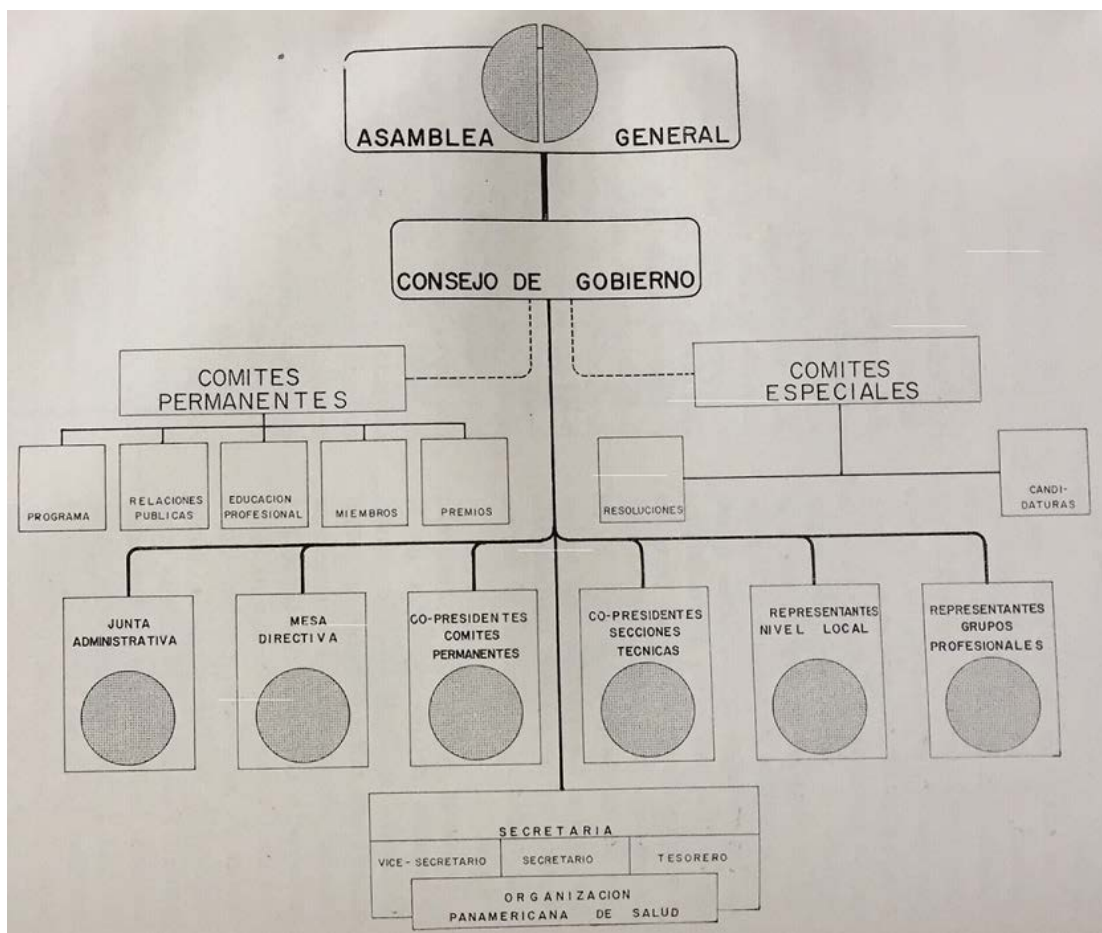 ASAMBLEA GENERAL
CONSEJO DE GOBIERNO
COMITES
PERMANENTES
COMITES
ESPECIALES
PROGRAMA
RELACIONES
PUBLICAS
EDUCACION
PROFESIONAL
MIEMBROS
PREMIOS
RESOLUCIONES
CANDI-
DATURAS
JUNTA
ADMINISTRATIVA
MESA
DIRECTIVA
CO-PRESIDENTES
COMITES
PERMANENTES
CO-PRESIDENTES
SECCIONES
TECNICAS
REPRESENTANTES
NIVEL LOCAL
REPRESENTANTES
GRUPOS
PROFESIONALES
SECRETARIA
VICE-SECRETARIO
SECRETARIO
TESORERO
ORGANIZACION
PANAMERICANA DE SALUD